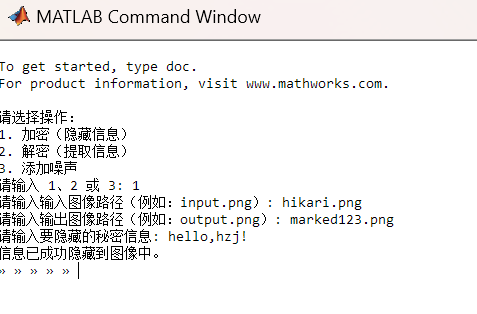 MATLAB Command Window
To get started, type doc.
For product information, visit www.mathworks.com.
请选择操作:
1. 加密（隐藏信息）
2. 解密（提取信息）
3. 添加噪声
请输入 1、2 或 3: 1
请输入输入图像路径（例如：input.png）: hikari.png
请输入输出图像路径（例如：output.png）: marked123.png
请输入要隐藏的秘密信息: hello,hzj!
信息已成功隐藏到图像中。
» » » » »